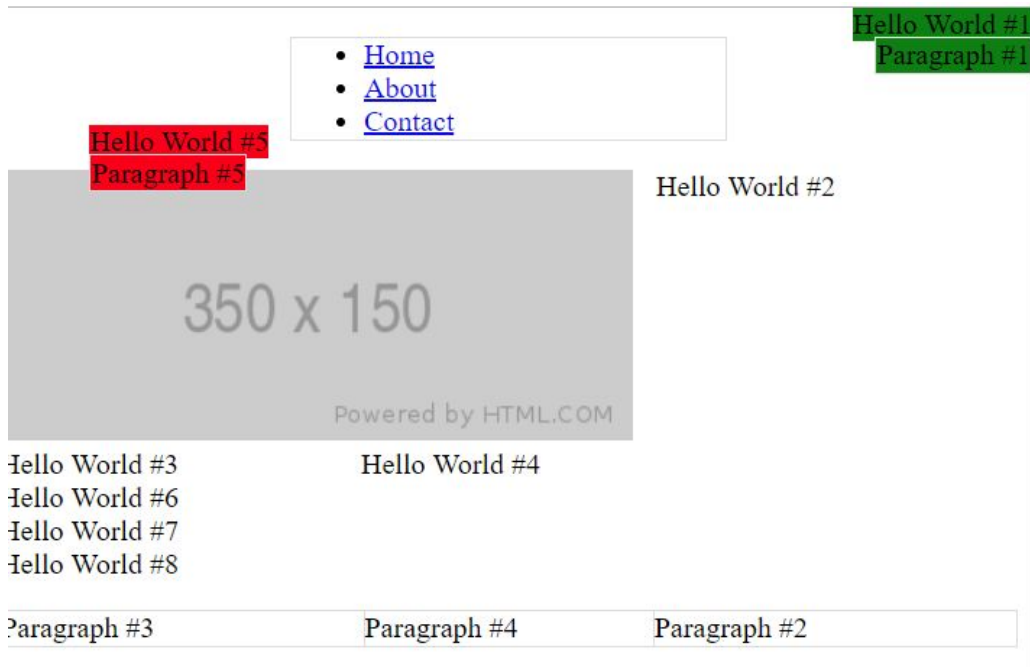 Hello World #1
Paragraph #1
Home
About
Contact
Hello World #5
Paragraph #5
Hello World #2
350 x 150
Powered by HTML.COM
Hello World #3
Hello World #4
Hello World #6
Hello World #7
Hello World #8
Paragraph #3
Paragraph #4
Paragraph #2